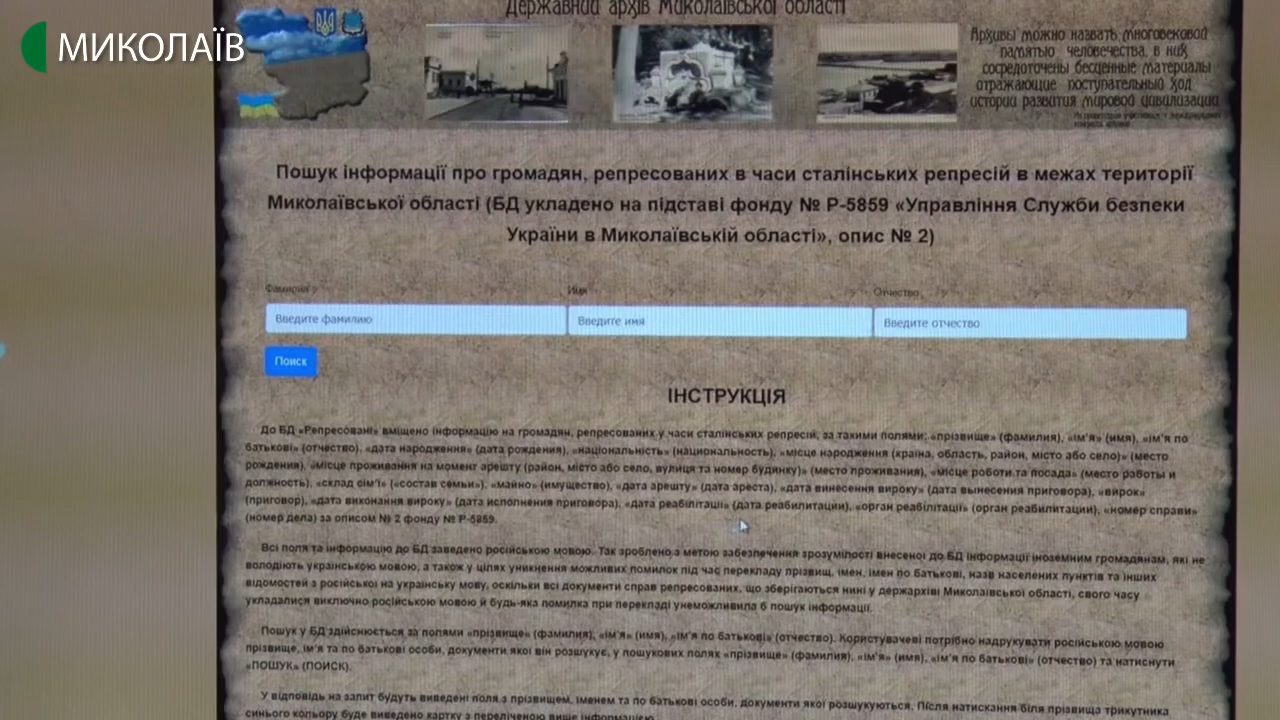 МИКОЛАЇВ
Державний архів Миколаївської області
Архивы можно назвать многовековой
памятью человечества, в них
сосредоточены бесценные материалы
отражающие поступательный ход
истории развития мировой цивилизации
Пошук інформації про громадян, репресованих в часи сталінських репресій в межах території
Миколаївської області (БД укладено на підставі фонду № Р-5859 «Управління Служби безпеки
України в Миколаївській області», опис № 2)
Фамилия Имя Отчество
Введите фамилию Введите имя Введите отчество
Поиск
ІНСТРУКЦІЯ
До БД «Репресовані» вміщено інформацію на громадян, репресованих у часи сталінських репресій, за такими полями: «прізвище» (фамилия), «ім'я» (имя), «ім'я по
батькові» (отчество), «дата народження» (дата рождения), «національність» (национальность), «місце народження (країна, область, район, місто або село)» (место
рождения), «місце проживання на момент арешту (район, місто або село, вулиця та номер будинку)» (место проживания), «місце роботи та посада» (место работы и
должность), «склад сім'ї» («состав семьи»), «майно» (имущество), «дата арешту» (дата ареста), «дата винесення вироку» (дата вынесения приговора), «вирок»
(приговор), «дата виконання вироку» (дата исполнения приговора), «дата реабілітації» (дата реабилитации), «орган реабілітації» (орган реабилитации), «номер справи»
(номер дела) за описом № 2 фонду № Р-5859.
Всі поля та інформацію до БД заведено російською мовою. Так зроблено з метою забезпечення зрозумілості внесеної до БД інформації іноземним громадянам, які не
володіють українською мовою, а також у цілях уникнення можливих помилок під час перекладу прізвищ, імен, імен по батькові, назв населених пунктів та інших
відомостей з російської на українську мову, оскільки всі документи справ репресованих, що зберігаються нині у держархіві Миколаївської області, свого часу
укладалися виключно російською мовою й будь-яка помилка при перекладі унеможливила б пошук інформації.
Пошук у БД здійснюється за полями «прізвище» (фамилия), «ім'я» (имя), «ім'я по батькові» (отчество). Користувачеві потрібно надрукувати російською мовою
прізвище, ім'я та по батькові особи, документи якої він розшукує, у пошукових полях «прізвище» (фамилия), «ім'я» (имя), «ім'я по батькові» (отчество) та натиснути
«ПОШУК» (ПОИСК).
У відповідь на запит будуть виведені поля з прізвищем, іменем та по батькові особи, документи якої розшукуються. Після натискання біля прізвища трикутника
синього кольору буде виведено картку з переліченою вище інформацією.